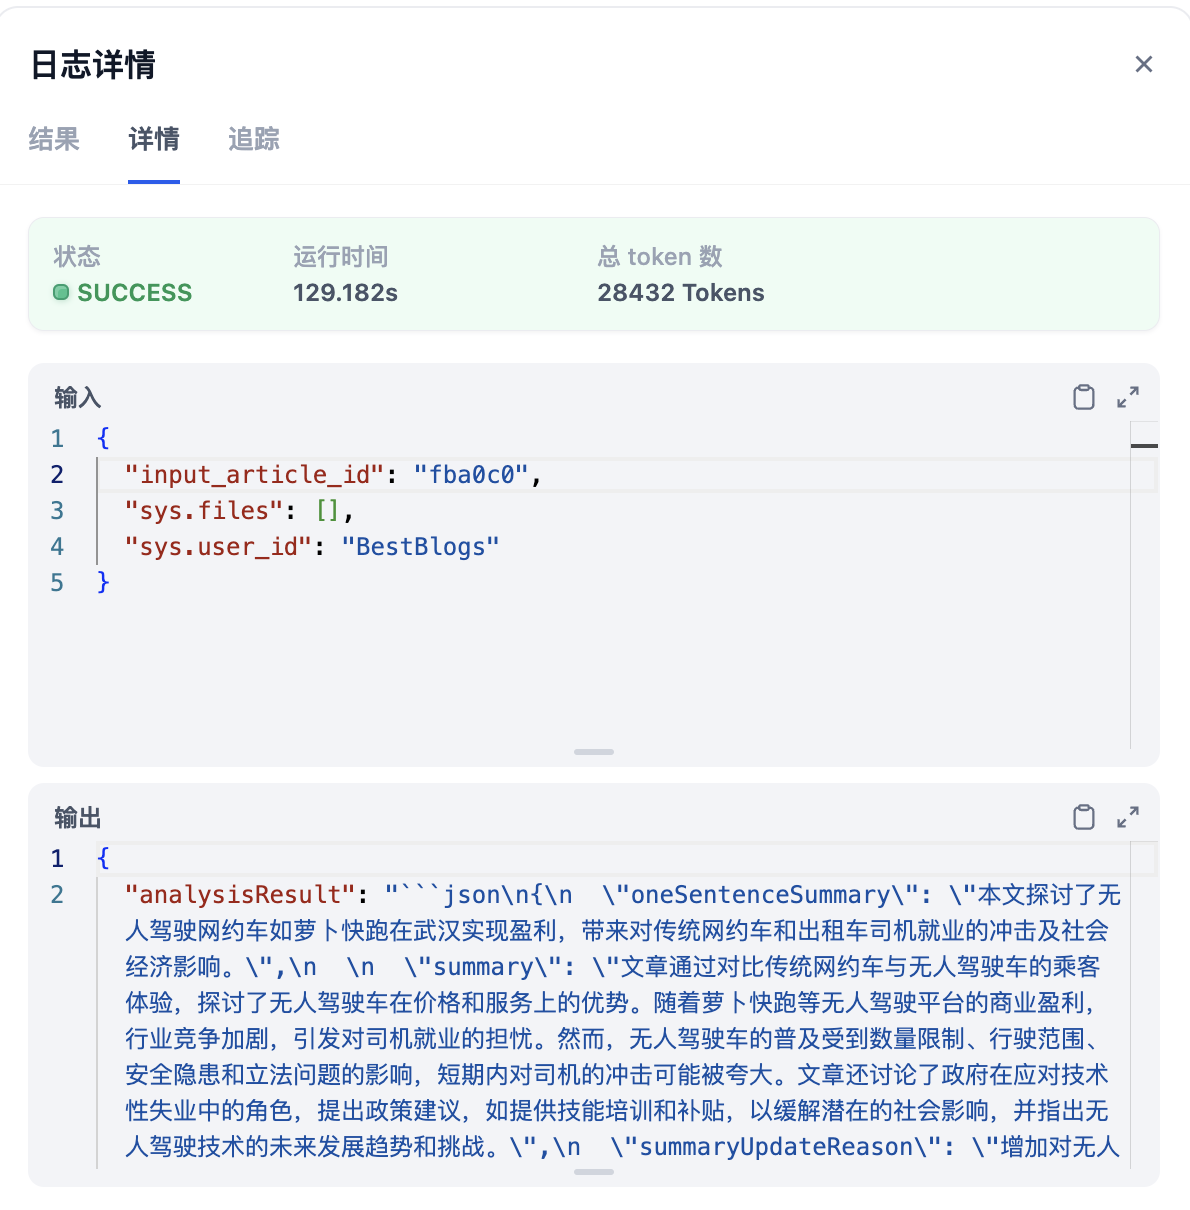 日志详情
结果 详情 追踪
状态 运行时间 总 token 数
SUCCESS 129.182s 28432 Tokens
输入
1 {
2 "input_article_id": "fba0c0",
3 "sys.files": [],
4 "sys.user_id": "BestBlogs"
5 }
输出
1 {
2 "analysisResult": "```json\n{\n  \"oneSentenceSummary\": \"本文探讨了无
人驾驶网约车如萝卜快跑在武汉实现盈利，带来对传统网约车和出租车司机就业的冲击及社会
经济影响。\",\n  \n  \"summary\": \"文章通过对比传统网约车与无人驾驶车的乘客
体验，探讨了无人驾驶车在价格和服务上的优势。随着萝卜快跑等无人驾驶平台的商业盈利，
行业竞争加剧，引发对司机就业的担忧。然而，无人驾驶车的普及受到数量限制、行驶范围、
安全隐患和立法问题的影响，短期内对司机的冲击可能被夸大。文章还讨论了政府在应对技术
性失业中的角色，提出政策建议，如提供技能培训和补贴，以缓解潜在的社会影响，并指出无
人驾驶技术的未来发展趋势和挑战。\",\n  \"summaryUpdateReason\": \"增加对无人